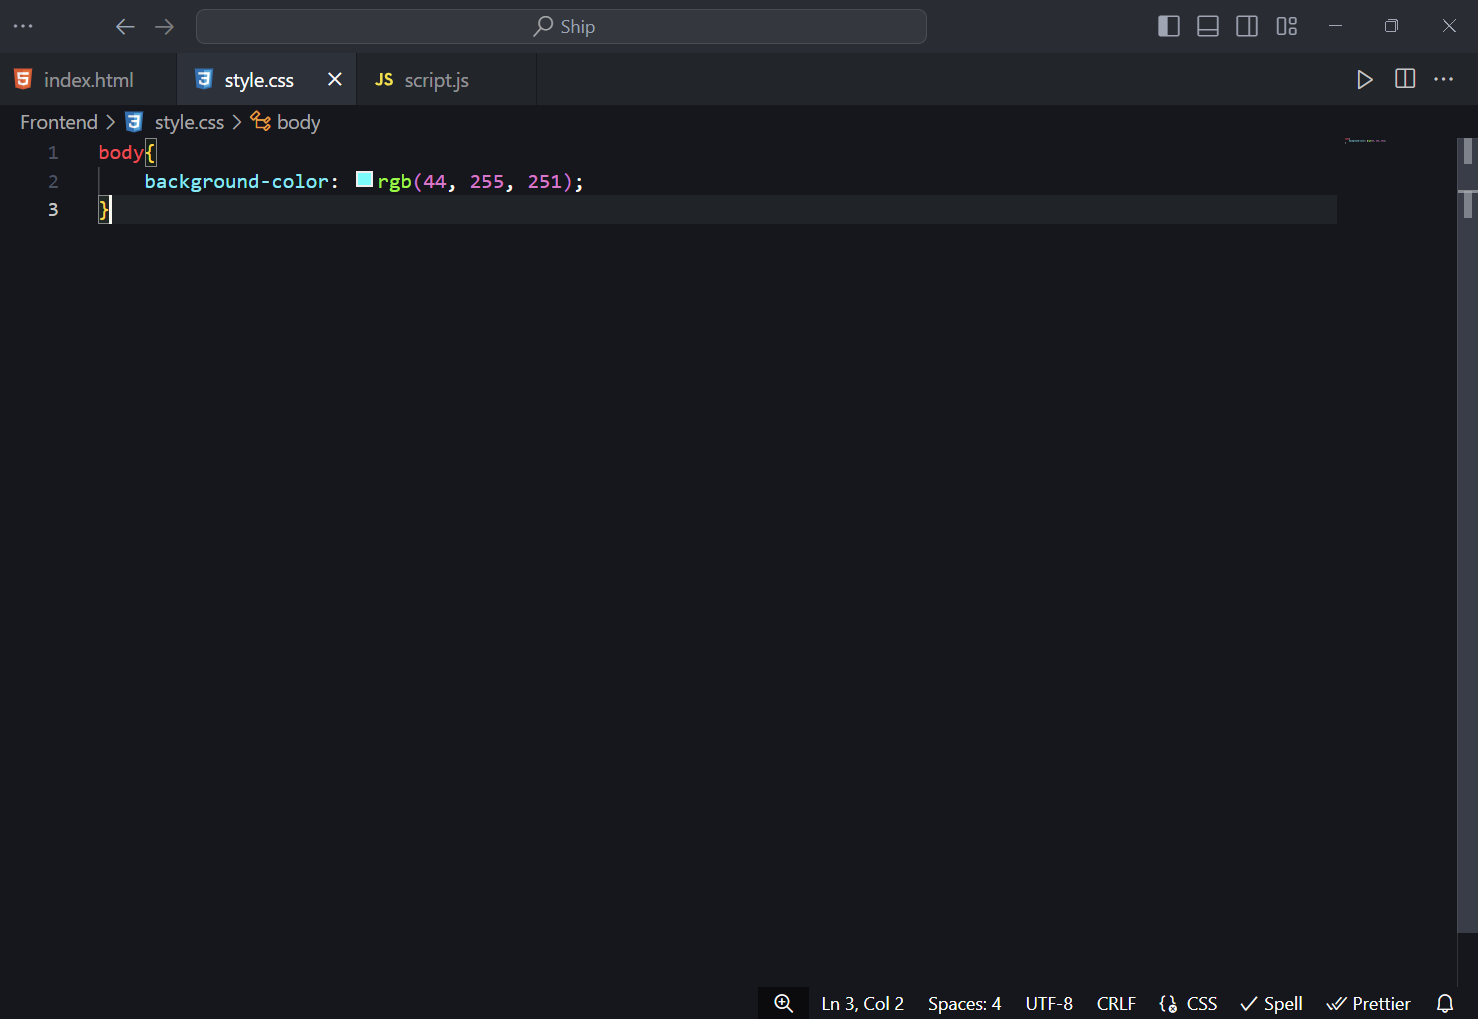 Ship
index.html style.css script.js
Frontend > style.css > body
1 body{
2     background-color: rgb(44, 255, 251);
3 }
Ln 3, Col 2 Spaces: 4 UTF-8 CRLF CSS Spell Prettier